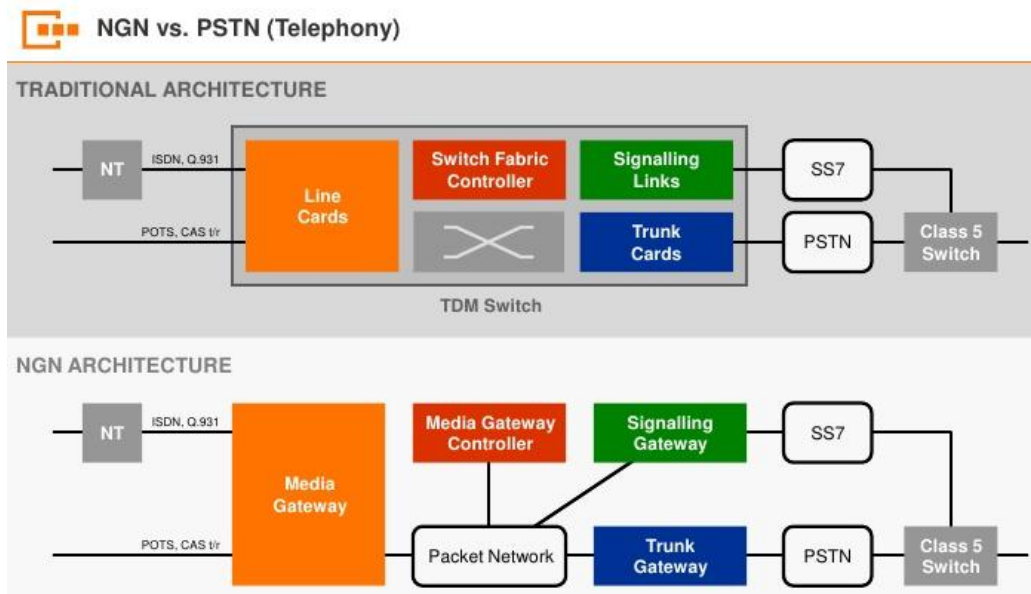 NGN vs. PSTN (Telephony)
TRADITIONAL ARCHITECTURE
NT
ISDN, Q.931
POTS, CAS t/r
Line
Cards
Switch Fabric
Controller
Signalling
Links
Trunk
Cards
SS7
PSTN
Class 5
Switch
TDM Switch
NGN ARCHITECTURE
NT
ISDN, Q.931
POTS, CAS t/r
Media
Gateway
Media Gateway
Controller
Signalling
Gateway
Packet Network
Trunk
Gateway
SS7
PSTN
Class 5
Switch